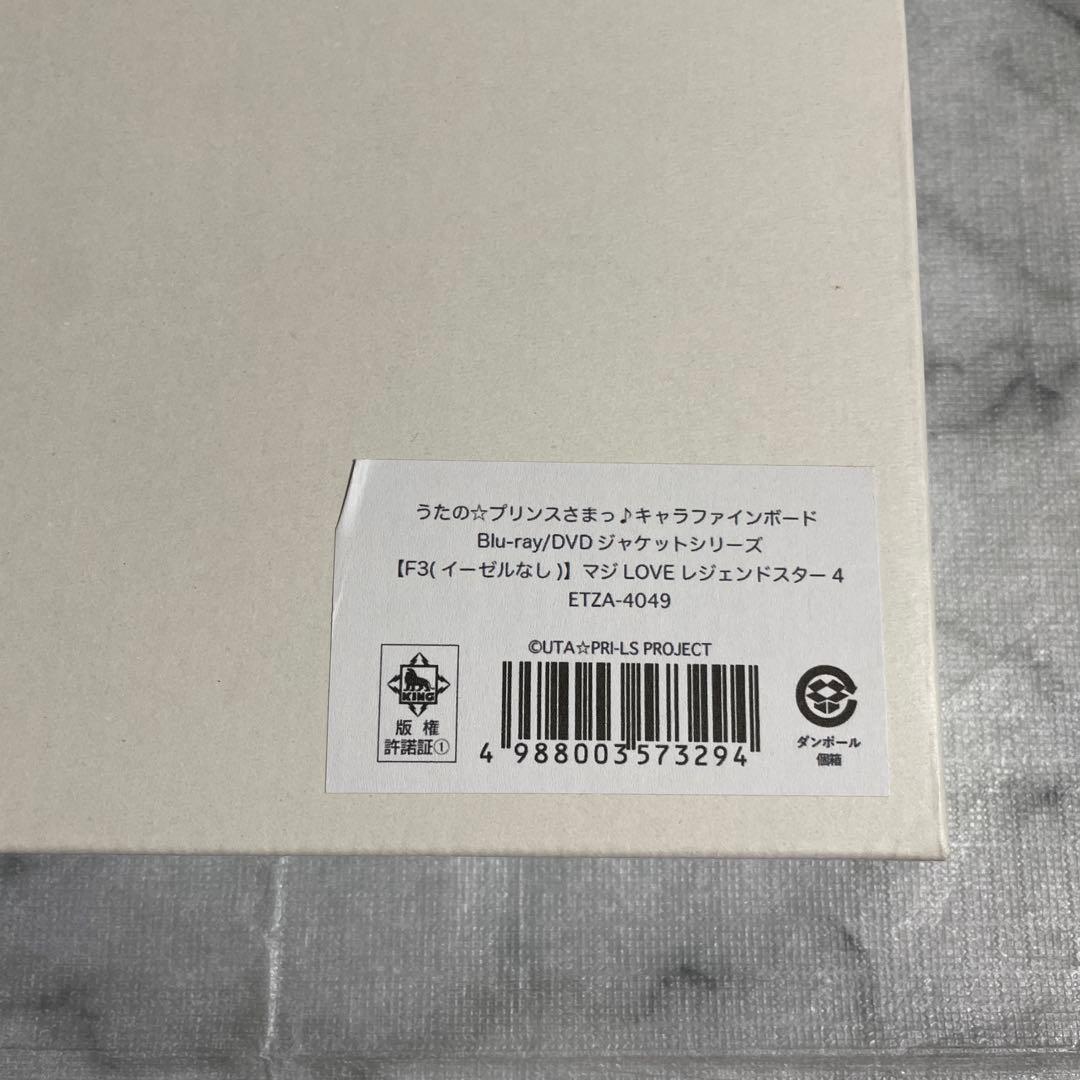 うたの☆プリンスさまっ♪キャラファインボード
Blu-ray/DVD ジャケットシリーズ
【F3( イーゼルなし )】マジ LOVE レジェンドスター 4
ETZA-4049
©UTA☆PRI-LS PROJECT
KING
版権
許諾証①
4 988003 573294
ダンボール
個箱